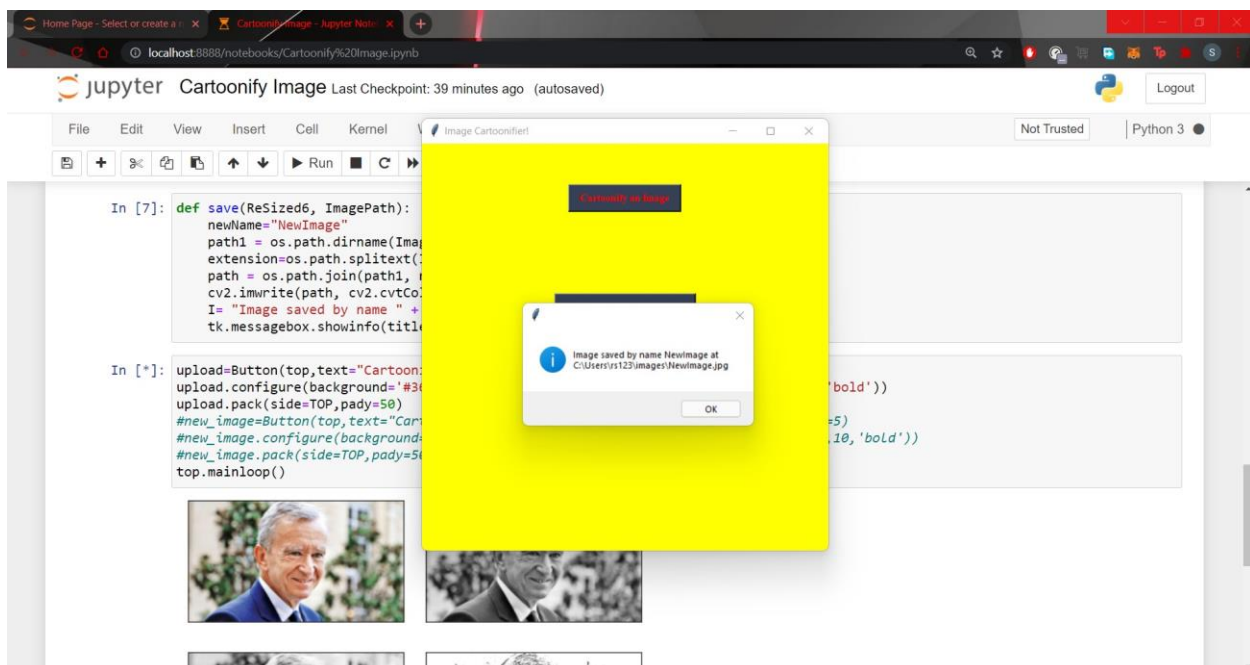 Home Page - Select or create a n
Cartoonify Image - Jupyter Note
localhost:8888/notebooks/Cartoonify%20Image.ipynb
Tp
S
jupyter Cartoonify Image Last Checkpoint: 39 minutes ago (autosaved)
Logout
File Edit View Insert Cell Kernel
Not Trusted
Python 3
Run
Image Cartoonifier!
Cartoonify an Image
In [7]: def save(ReSized6, ImagePath):
newName="NewImage"
path1 = os.path.dirname(Imag
extension=os.path.splitext(
path = os.path.join(path1,
cv2.imwrite(path, cv2.cvtCol
I= "Image saved by name " +
tk.messagebox.showinfo(title
Image saved by name NewImage at
C:\Users\rs123\images\NewImage.jpg
OK
In [*]: upload=Button(top,text="Cartoon
upload.configure(background='#36 'bold'))
upload.pack(side=TOP,pady=50)
#new_image=Button(top,text="Cart =5)
#new_image.configure(background= ,10,'bold'))
#new_image.pack(side=TOP,pady=50
top.mainloop()